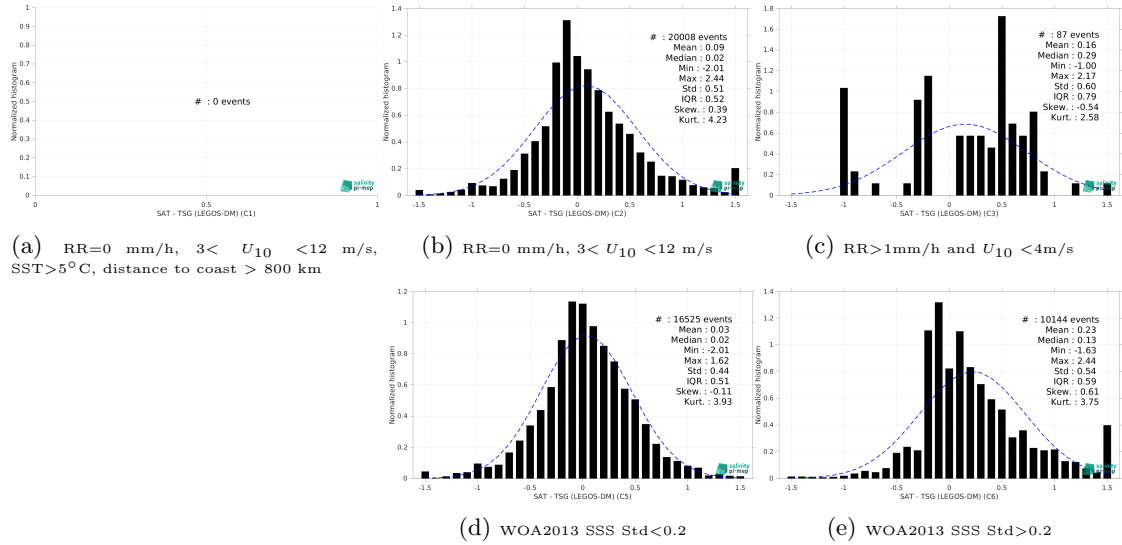 Normalized histogram
1
0.9
0.8
0.7
0.6
0.5
0.4
0.3
0.2
0.1
0
# : 0 events
0
0.5
1
SAT - TSG (LEGOS-DM) (C1)
salinity
pi-mep
(a) RR=0 mm/h, 3< U10 <12 m/s,
SST>5°C, distance to coast > 800 km
Normalized histogram
1.4
1.2
1
0.8
0.6
0.4
0.2
0
# : 20008 events
Mean : 0.09
Median : 0.02
Min : -2.01
Max : 2.44
Std : 0.51
IQR : 0.52
Skew. : 0.39
Kurt. : 4.23
-1.5
-1
-0.5
0
0.5
1
1.5
SAT - TSG (LEGOS-DM) (C2)
salinity
pi-mep
(b) RR=0 mm/h, 3< U10 <12 m/s
Normalized histogram
1.8
1.6
1.4
1.2
1
0.8
0.6
0.4
0.2
0
# : 87 events
Mean : 0.16
Median : 0.29
Min : -1.00
Max : 2.17
Std : 0.60
IQR : 0.79
Skew. : -0.54
Kurt. : 2.58
-1.5
-1
-0.5
0
0.5
1
1.5
SAT - TSG (LEGOS-DM) (C3)
salinity
pi-mep
(c) RR>1mm/h and U10 <4m/s
Normalized histogram
1.2
1
0.8
0.6
0.4
0.2
0
# : 16525 events
Mean : 0.03
Median : 0.02
Min : -2.01
Max : 1.62
Std : 0.44
IQR : 0.51
Skew. : -0.11
Kurt. : 3.93
-1.5
-1
-0.5
0
0.5
1
1.5
SAT - TSG (LEGOS-DM) (C5)
salinity
pi-mep
(d) WOA2013 SSS Std<0.2
Normalized histogram
1.4
1.2
1
0.8
0.6
0.4
0.2
0
# : 10144 events
Mean : 0.23
Median : 0.13
Min : -1.63
Max : 2.44
Std : 0.54
IQR : 0.59
Skew. : 0.61
Kurt. : 3.75
-1.5
-1
-0.5
0
0.5
1
1.5
SAT - TSG (LEGOS-DM) (C6)
salinity
pi-mep
(e) WOA2013 SSS Std>0.2